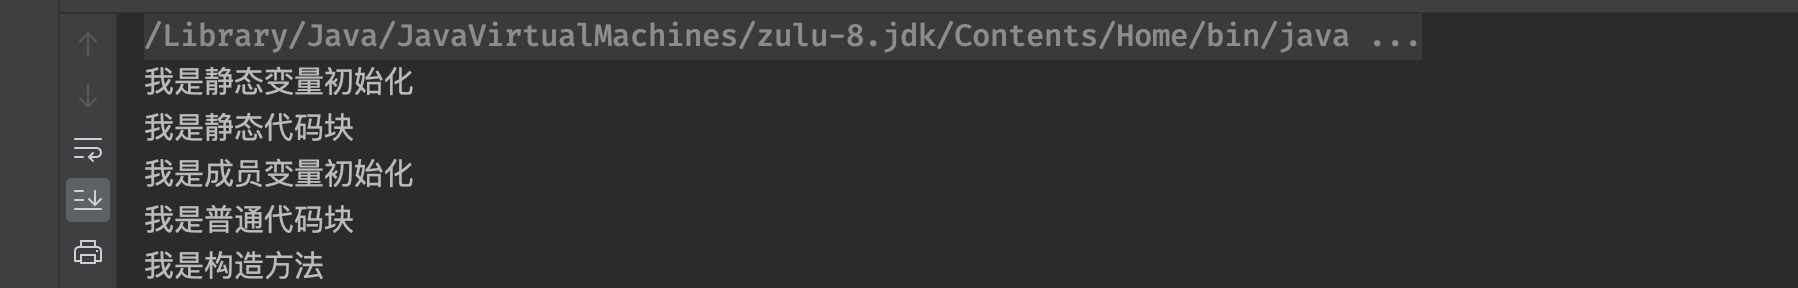 /Library/Java/JavaVirtualMachines/zulu-8.jdk/Contents/Home/bin/java ...
我是静态变量初始化
我是静态代码块
我是成员变量初始化
我是普通代码块
我是构造方法